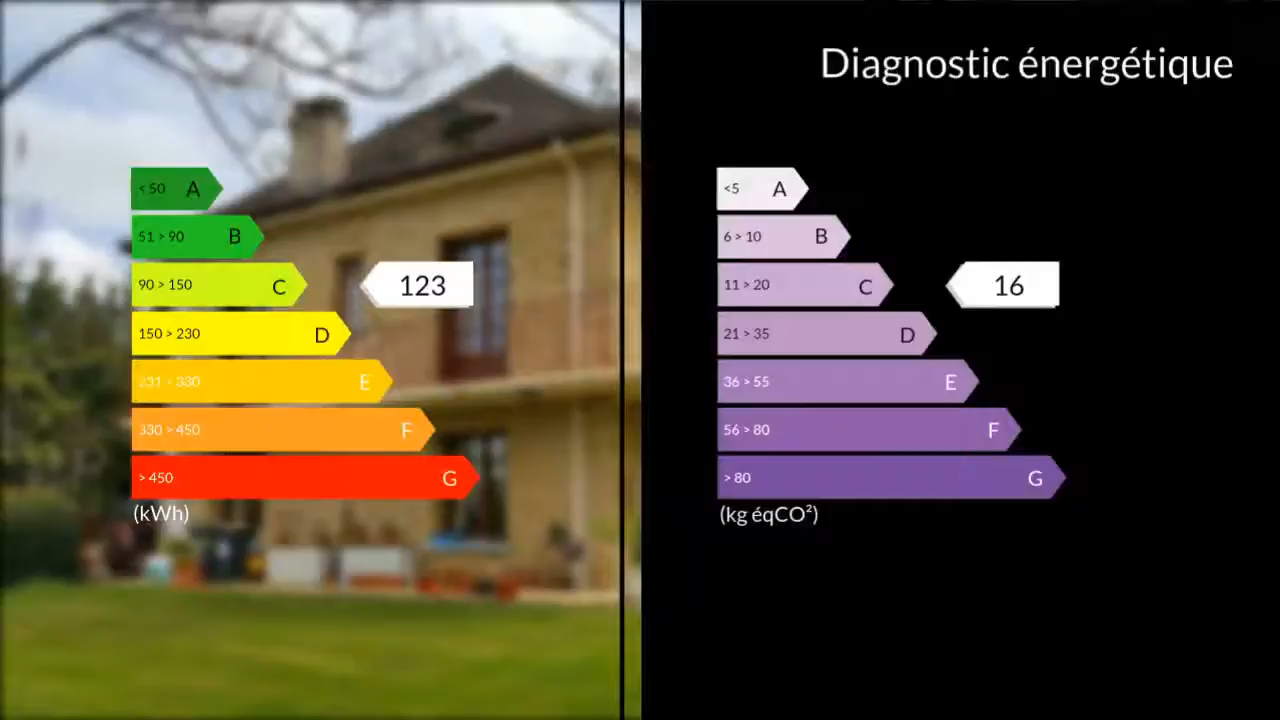 Diagnostic énergétique
< 50 A
51 > 90 B
90 > 150 C
123
150 > 230 D
231 > 330 E
330 > 450 F
> 450 G
(kWh)
<5 A
6 > 10 B
11 > 20 C
16
21 > 35 D
36 > 55 E
56 > 80 F
> 80 G
(kg éqCO²)